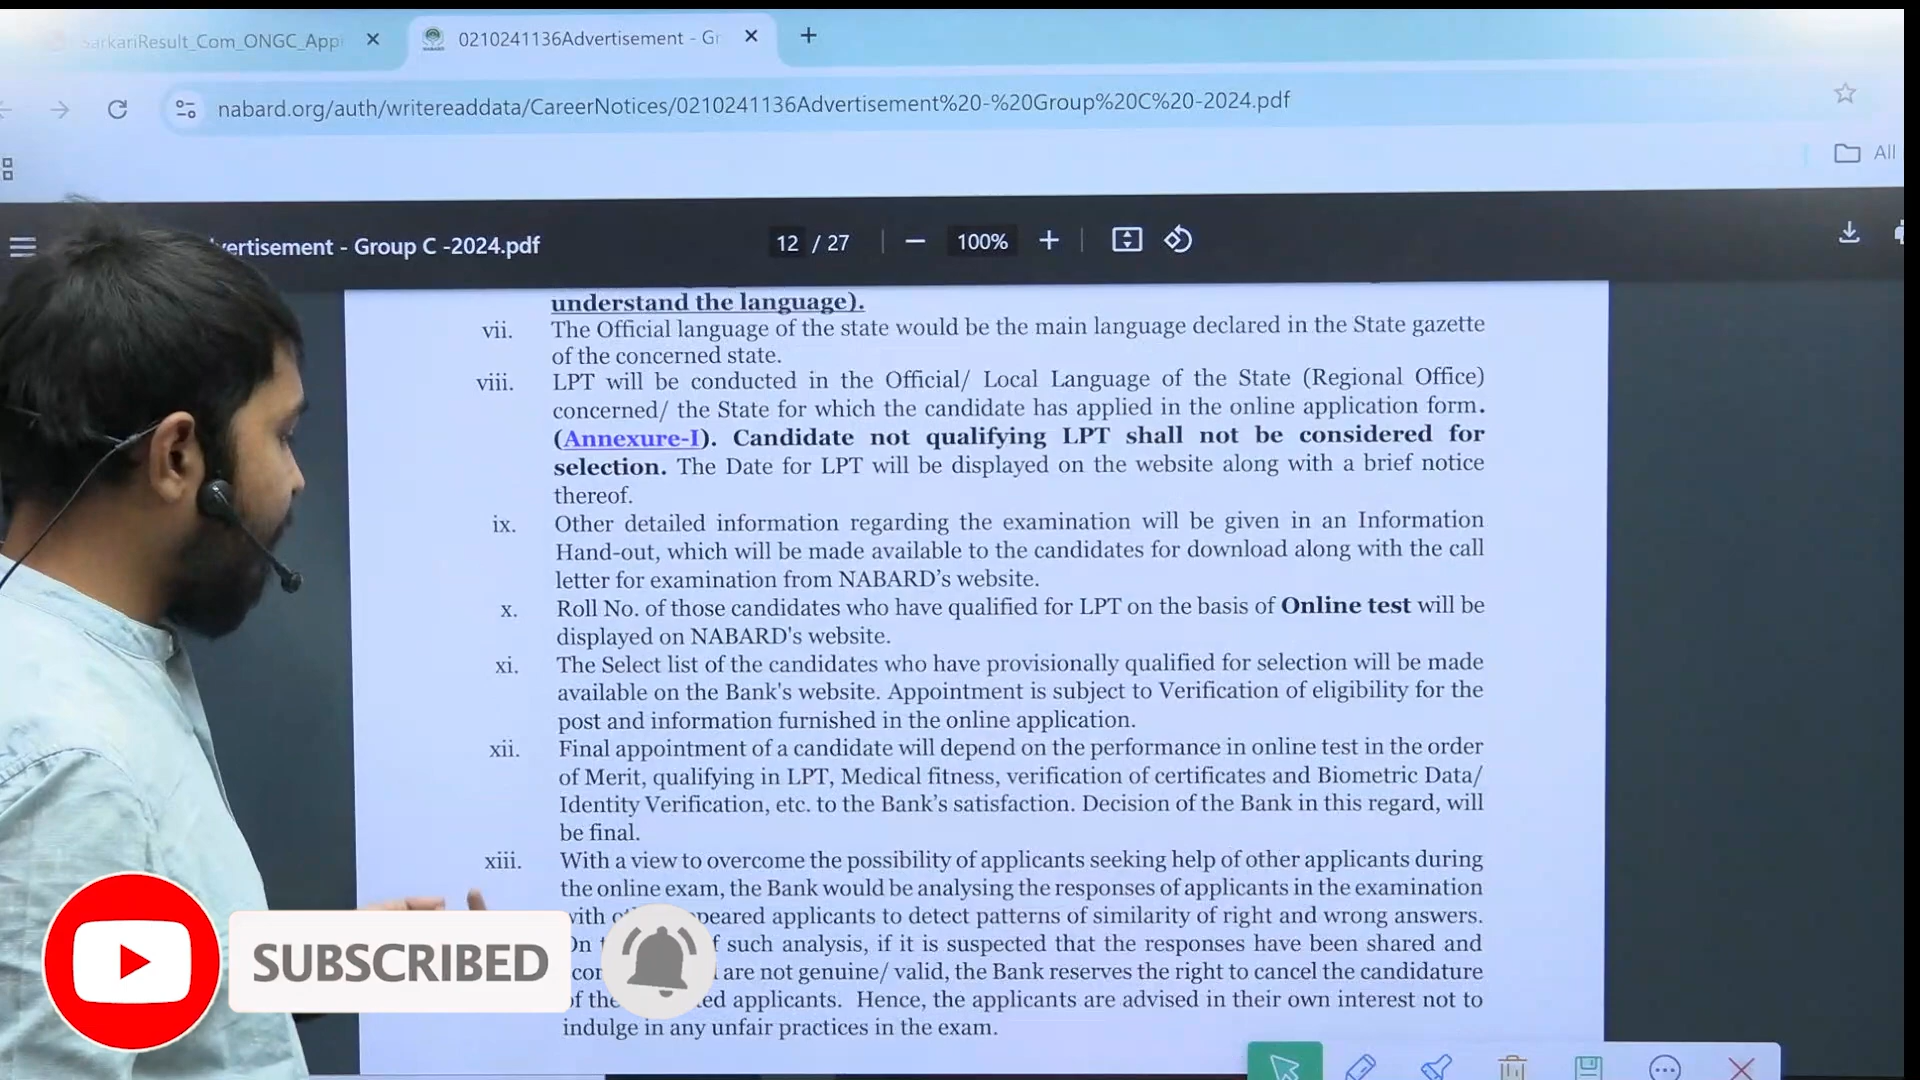 SarkariResult_Com_ONGC_Appi
0210241136Advertisement - Gr
nabard.org/auth/writereaddata/CareerNotices/0210241136Advertisement%20-%20Group%20C%20-2024.pdf
All
vertisement - Group C -2024.pdf
12 / 27
100%
understand the language).
vii. The Official language of the state would be the main language declared in the State gazette
of the concerned state.
viii. LPT will be conducted in the Official/ Local Language of the State (Regional Office)
concerned/ the State for which the candidate has applied in the online application form.
(Annexure-I). Candidate not qualifying LPT shall not be considered for
selection. The Date for LPT will be displayed on the website along with a brief notice
thereof.
ix. Other detailed information regarding the examination will be given in an Information
Hand-out, which will be made available to the candidates for download along with the call
letter for examination from NABARD's website.
x. Roll No. of those candidates who have qualified for LPT on the basis of Online test will be
displayed on NABARD's website.
xi. The Select list of the candidates who have provisionally qualified for selection will be made
available on the Bank's website. Appointment is subject to Verification of eligibility for the
post and information furnished in the online application.
xii. Final appointment of a candidate will depend on the performance in online test in the order
of Merit, qualifying in LPT, Medical fitness, verification of certificates and Biometric Data/
Identity Verification, etc. to the Bank's satisfaction. Decision of the Bank in this regard, will
be final.
xiii. With a view to overcome the possibility of applicants seeking help of other applicants during
the online exam, the Bank would be analysing the responses of applicants in the examination
with peared applicants to detect patterns of similarity of right and wrong answers.
On f such analysis, if it is suspected that the responses have been shared and
are not genuine/ valid, the Bank reserves the right to cancel the candidature
of the ed applicants. Hence, the applicants are advised in their own interest not to
indulge in any unfair practices in the exam.
SUBSCRIBED